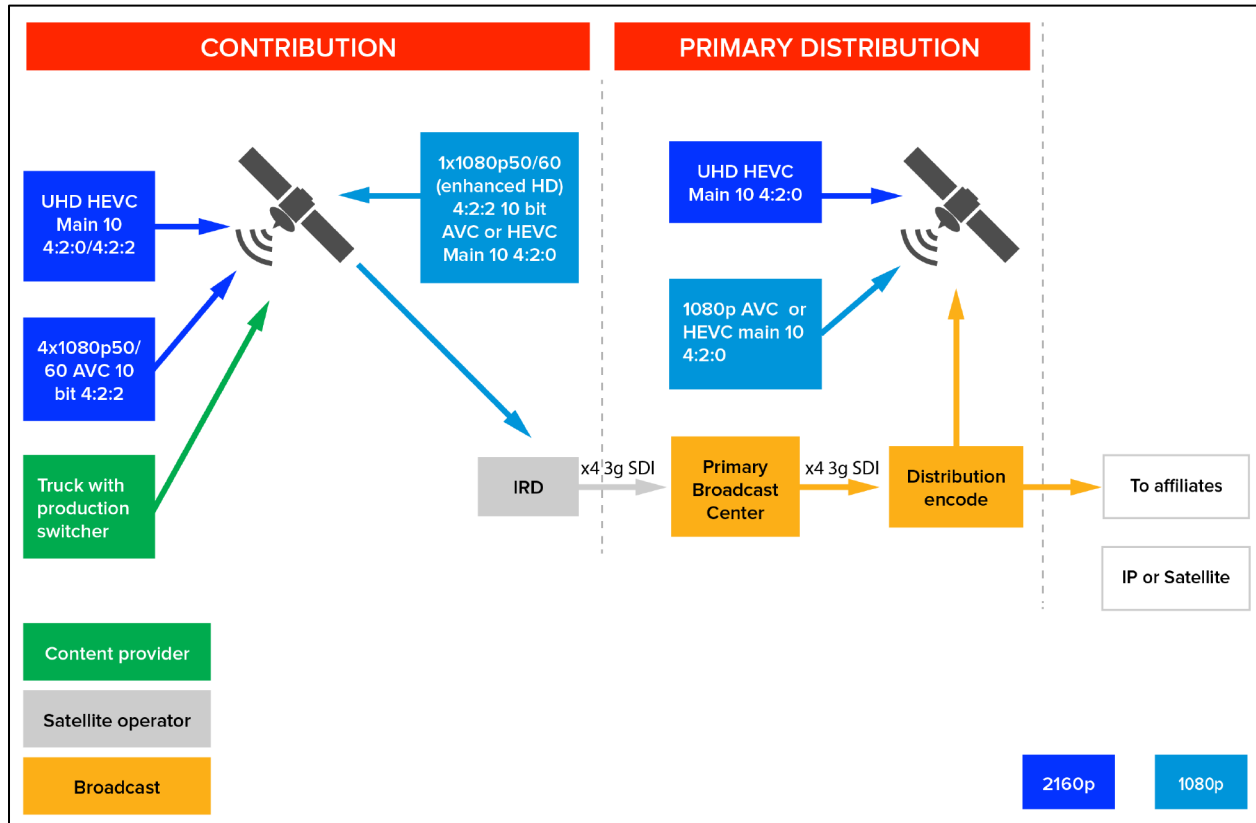 CONTRIBUTION
PRIMARY DISTRIBUTION
UHD HEVC
Main 10
4:2:0/4:2:2
1x1080p50/60
(enhanced HD)
4:2:2 10 bit
AVC or HEVC
Main 10 4:2:0
UHD HEVC
Main 10 4:2:0
4x1080p50/
60 AVC 10
bit 4:2:2
1080p AVC or
HEVC main 10
4:2:0
Truck with
production
switcher
IRD
x4 3g SDI
Primary
Broadcast
Center
x4 3g SDI
Distribution
encode
To affiliates
IP or Satellite
Content provider
Satellite operator
Broadcast
2160p
1080p